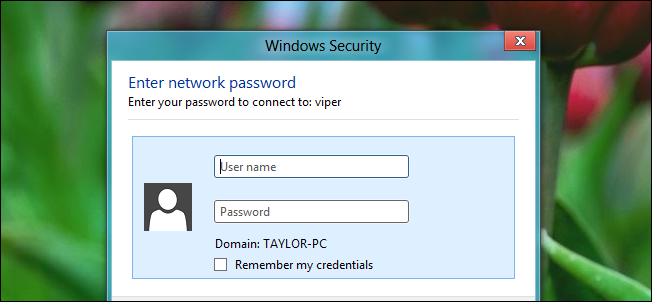 Windows Security
Enter network password
Enter your password to connect to: viper
User name
Password
Domain: TAYLOR-PC
Remember my credentials